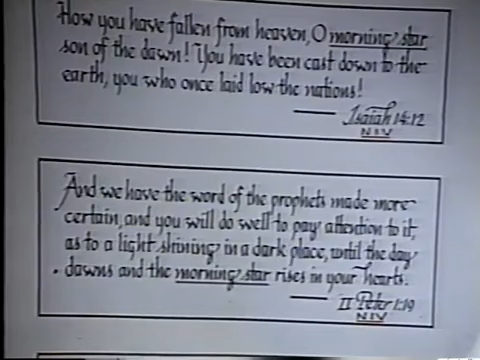 How you have fallen from heaven, O morning star,
son of the dawn! You have been cast down to the
earth, you who once laid low the nations!
— Isaiah 14:12
NIV
And we have the word of the prophets made more
certain, and you will do well to pay attention to it,
as to a light shining in a dark place, until the day
dawns and the morning star rises in your hearts.
— II Peter 1:19
NIV